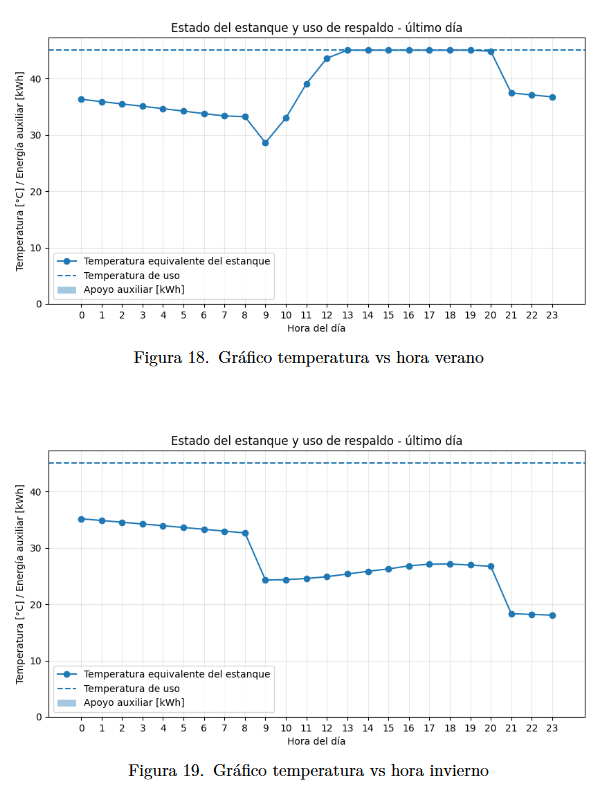 Estado del estanque y uso de respaldo - último día
Temperatura [°C] / Energía auxiliar [kWh]
40
30
20
10
0
Temperatura equivalente del estanque
Temperatura de uso
Apoyo auxiliar [kWh]
0 1 2 3 4 5 6 7 8 9 10 11 12 13 14 15 16 17 18 19 20 21 22 23
Hora del día
Figura 18. Gráfico temperatura vs hora verano
Estado del estanque y uso de respaldo - último día
Temperatura [°C] / Energía auxiliar [kWh]
40
30
20
10
0
Temperatura equivalente del estanque
Temperatura de uso
Apoyo auxiliar [kWh]
0 1 2 3 4 5 6 7 8 9 10 11 12 13 14 15 16 17 18 19 20 21 22 23
Hora del día
Figura 19. Gráfico temperatura vs hora invierno